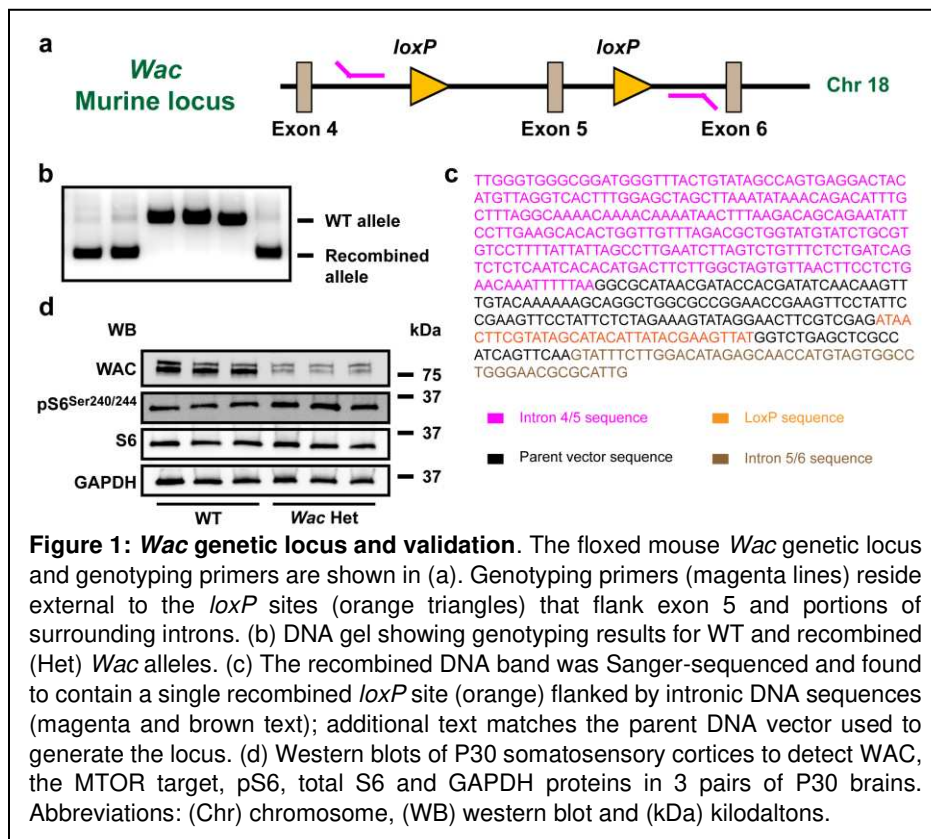 a
Wac
Murine locus
loxP
loxP
Chr 18
Exon 4
Exon 5
Exon 6
b
WT allele
Recombined
allele
c
TTGGGTGGGCGGATGGGTTTACTGTATAGCCAGTGAGGACTAC
ATGTTAGGTCACTTTGGAGCTAGCTTAAATATAAACAGACATTTG
CTTTAGGCAAAACAAAACAAAATAACTTTAAGACAGCAGAATATT
CCTTGAAGCACACTGGTTGTTTAGACGCTGGTATGTATCTGCGT
GTCCTTTTATTATTAGCCTTGAATCTTAGTCTGTTTCTCTGATCAG
TCTCTCAATCACACATGACTTCTTGGCTAGTGTTAACTTCCTCTG
AACAAATTTTTAAGGCGCATAACGATACCACGATATCAACAAGTT
TGTACAAAAAAGCAGGCTGGCGCCGGAACCGAAGTTCCTATTC
CGAAGTTCCTATTCTCTAGAAAGTATAGGAACTTCGTCGAGATAA
CTTCGTATAGCATACATTATACGAAGTTATGGTCTGAGCTCGCC
ATCAGTTCAAGTATTTCTTGGACATAGAGCAACCATGTAGTGGCC
TGGGAACGCGCATTG
Intron 4/5 sequence
LoxP sequence
Parent vector sequence
Intron 5/6 sequence
d
WB
kDa
WAC
75
pS6Ser240/244
37
S6
37
GAPDH
37
WT
Wac Het
Figure 1: Wac genetic locus and validation. The floxed mouse Wac genetic locus
and genotyping primers are shown in (a). Genotyping primers (magenta lines) reside
external to the loxP sites (orange triangles) that flank exon 5 and portions of
surrounding introns. (b) DNA gel showing genotyping results for WT and recombined
(Het) Wac alleles. (c) The recombined DNA band was Sanger-sequenced and found
to contain a single recombined loxP site (orange) flanked by intronic DNA sequences
(magenta and brown text); additional text matches the parent DNA vector used to
generate the locus. (d) Western blots of P30 somatosensory cortices to detect WAC,
the MTOR target, pS6, total S6 and GAPDH proteins in 3 pairs of P30 brains.
Abbreviations: (Chr) chromosome, (WB) western blot and (kDa) kilodaltons.